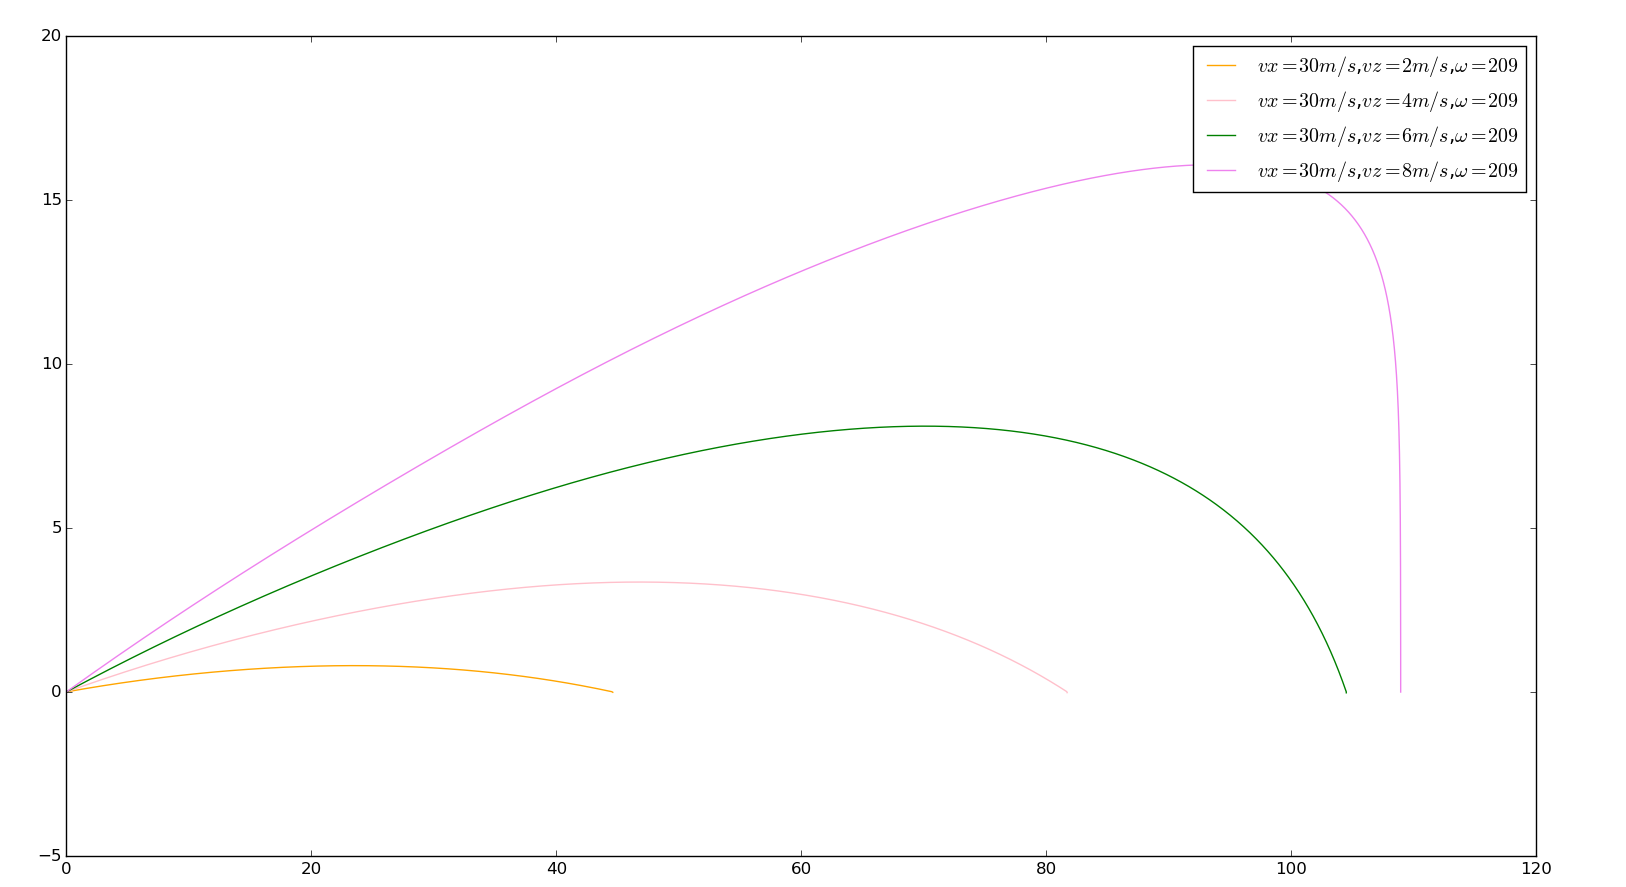 20
15
10
5
0
−5
0 20 40 60 80 100 120
vx=30m/s,vz=2m/s,ω=209
vx=30m/s,vz=4m/s,ω=209
vx=30m/s,vz=6m/s,ω=209
vx=30m/s,vz=8m/s,ω=209